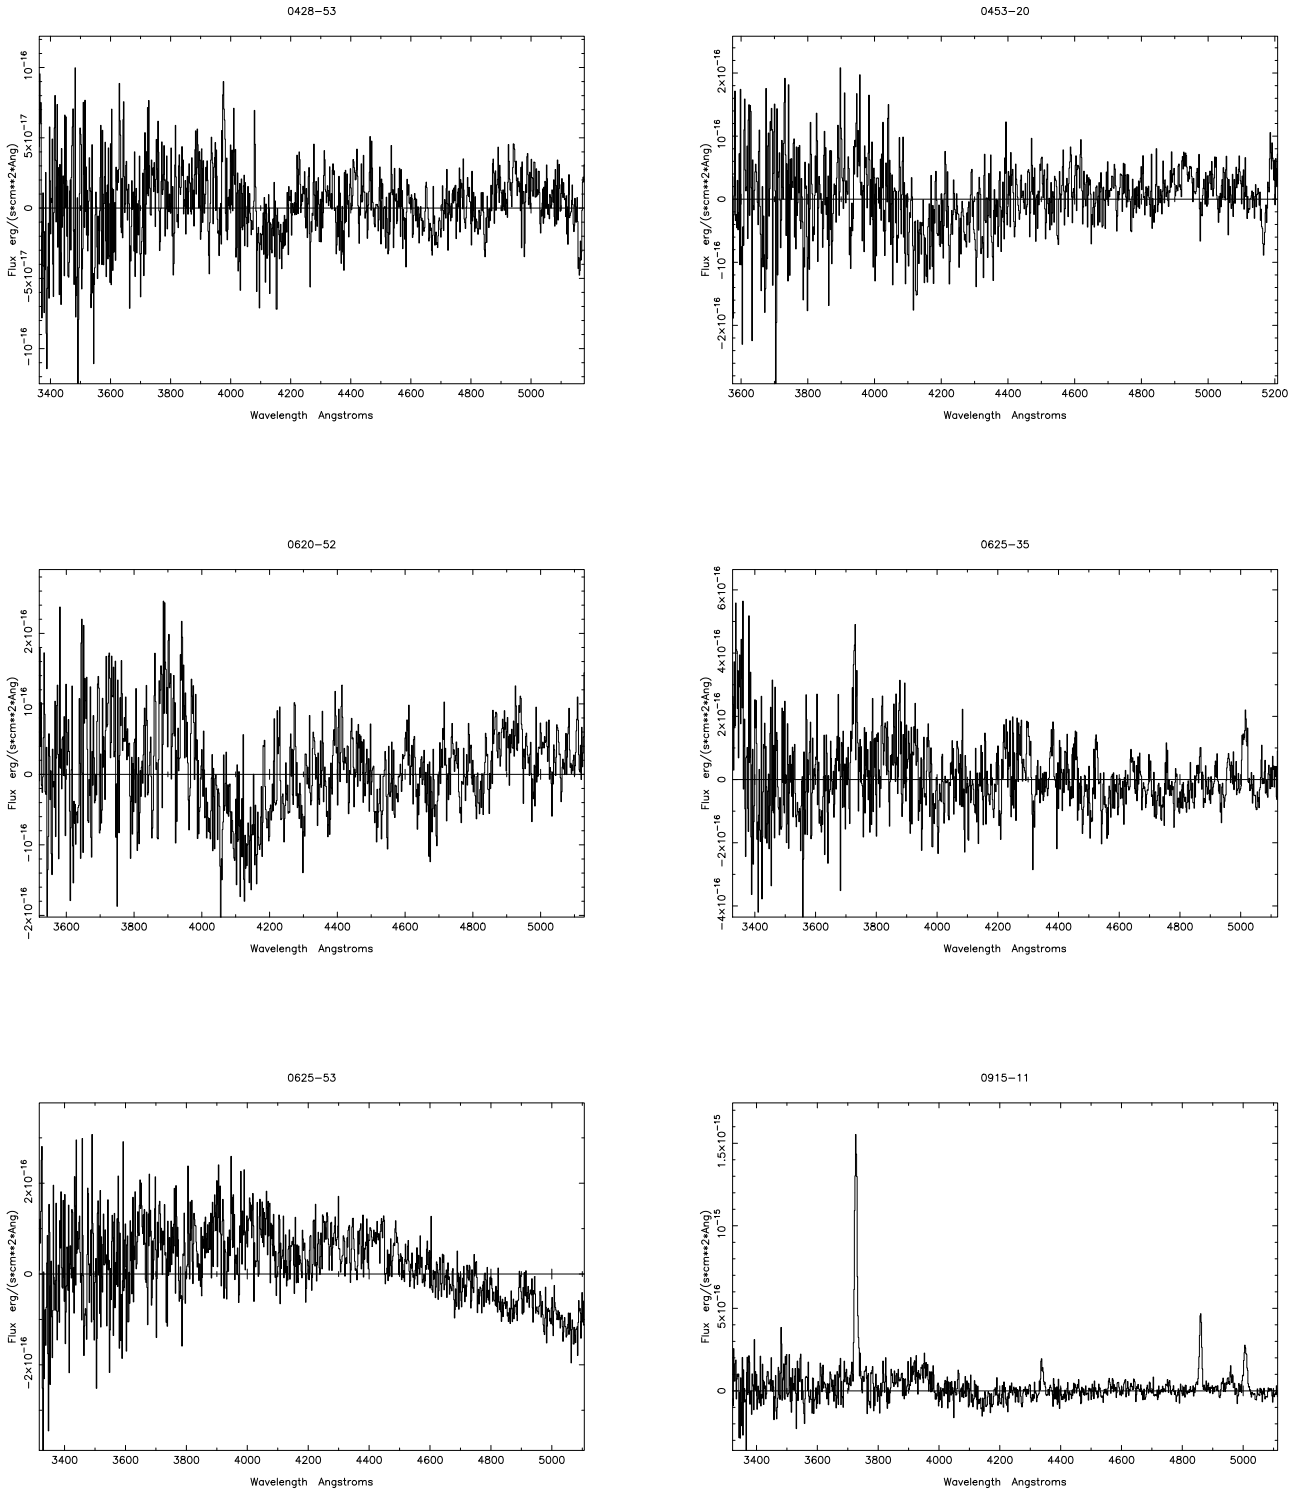 0428−53
0453−20
Flux erg/(s*cm**2*Ang)
−10⁻¹⁶ −5×10⁻¹⁷ 0 5×10⁻¹⁷ 10⁻¹⁶
3400 3600 3800 4000 4200 4400 4600 4800 5000
Wavelength Angstroms
Flux erg/(s*cm**2*Ang)
−2×10⁻¹⁶ −10⁻¹⁶ 0 10⁻¹⁶ 2×10⁻¹⁶
3600 3800 4000 4200 4400 4600 4800 5000 5200
Wavelength Angstroms
0620−52
0625−35
Flux erg/(s*cm**2*Ang)
−2×10⁻¹⁶ −10⁻¹⁶ 0 10⁻¹⁶ 2×10⁻¹⁶
3600 3800 4000 4200 4400 4600 4800 5000
Wavelength Angstroms
Flux erg/(s*cm**2*Ang)
−4×10⁻¹⁶ −2×10⁻¹⁶ 0 2×10⁻¹⁶ 4×10⁻¹⁶ 6×10⁻¹⁶
3400 3600 3800 4000 4200 4400 4600 4800 5000
Wavelength Angstroms
0625−53
0915−11
Flux erg/(s*cm**2*Ang)
−2×10⁻¹⁶ 0 2×10⁻¹⁶
3400 3600 3800 4000 4200 4400 4600 4800 5000
Wavelength Angstroms
Flux erg/(s*cm**2*Ang)
0 5×10⁻¹⁶ 10⁻¹⁵ 1.5×10⁻¹⁵
3400 3600 3800 4000 4200 4400 4600 4800 5000
Wavelength Angstroms